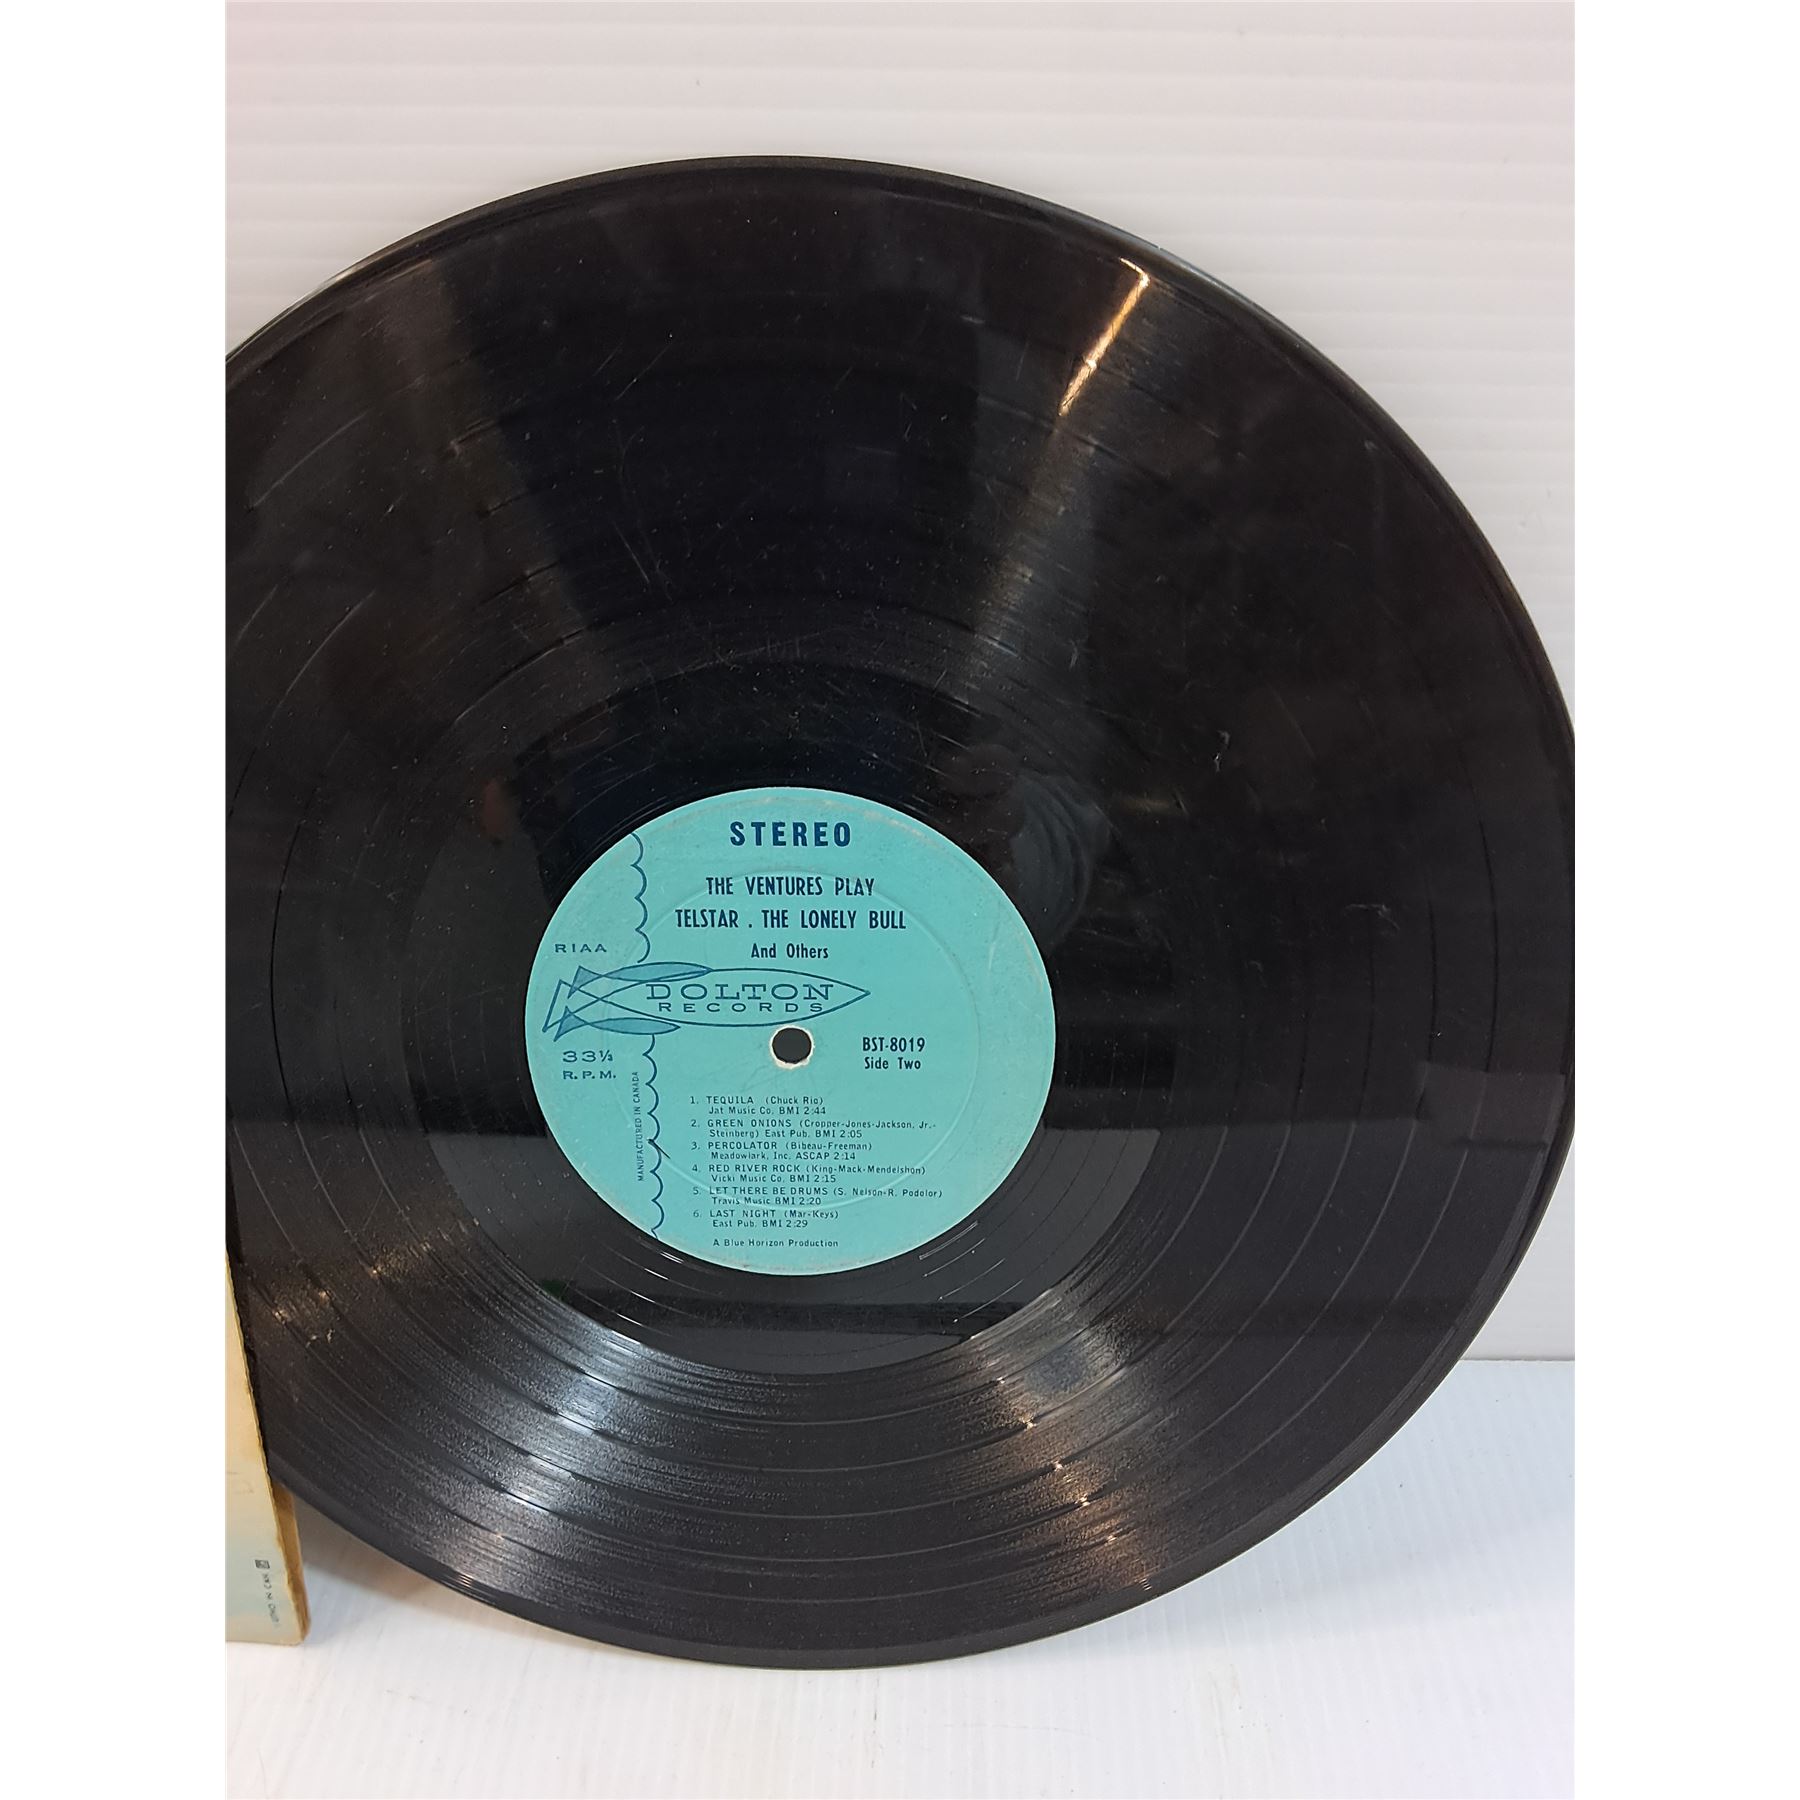 STEREO
THE VENTURES PLAY
TELSTAR . THE LONELY BULL
And Others
RIAA
DOLTON
RECORDS
33⅓
R.P.M.
BST-8019
Side Two
MANUFACTURED IN CANADA
1. TEQUILA (Chuck Rio)
Jat Music Co. BMI 2:44
2. GREEN ONIONS (Cropper-Jones-Jackson, Jr.-
Steinberg) East Pub. BMI 2:05
3. PERCOLATOR (Bibeau-Freeman)
Meadowlark, Inc. ASCAP 2:14
4. RED RIVER ROCK (King-Mack-Mendelshon)
Vicki Music Co. BMI 2:15
5. LET THERE BE DRUMS (S. Nelson-R. Podolor)
Travis Music BMI 2:20
6. LAST NIGHT (Mar-Keys)
East Pub. BMI 2:29
A Blue Horizon Production
LITHO IN CAN